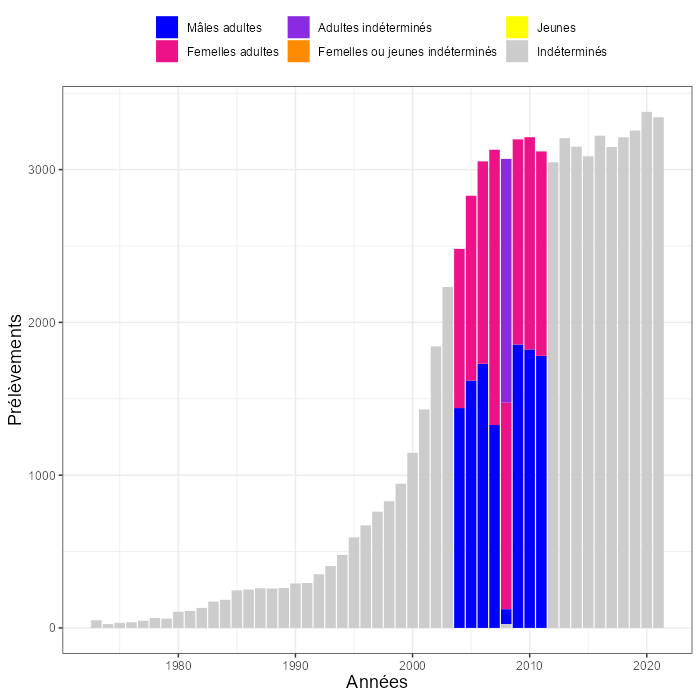 Mâles adultes
Adultes indéterminés
Jeunes
Femelles adultes
Femelles ou jeunes indéterminés
Indéterminés
Prélèvements
3000
2000
1000
0
1980
1990
2000
2010
2020
Années